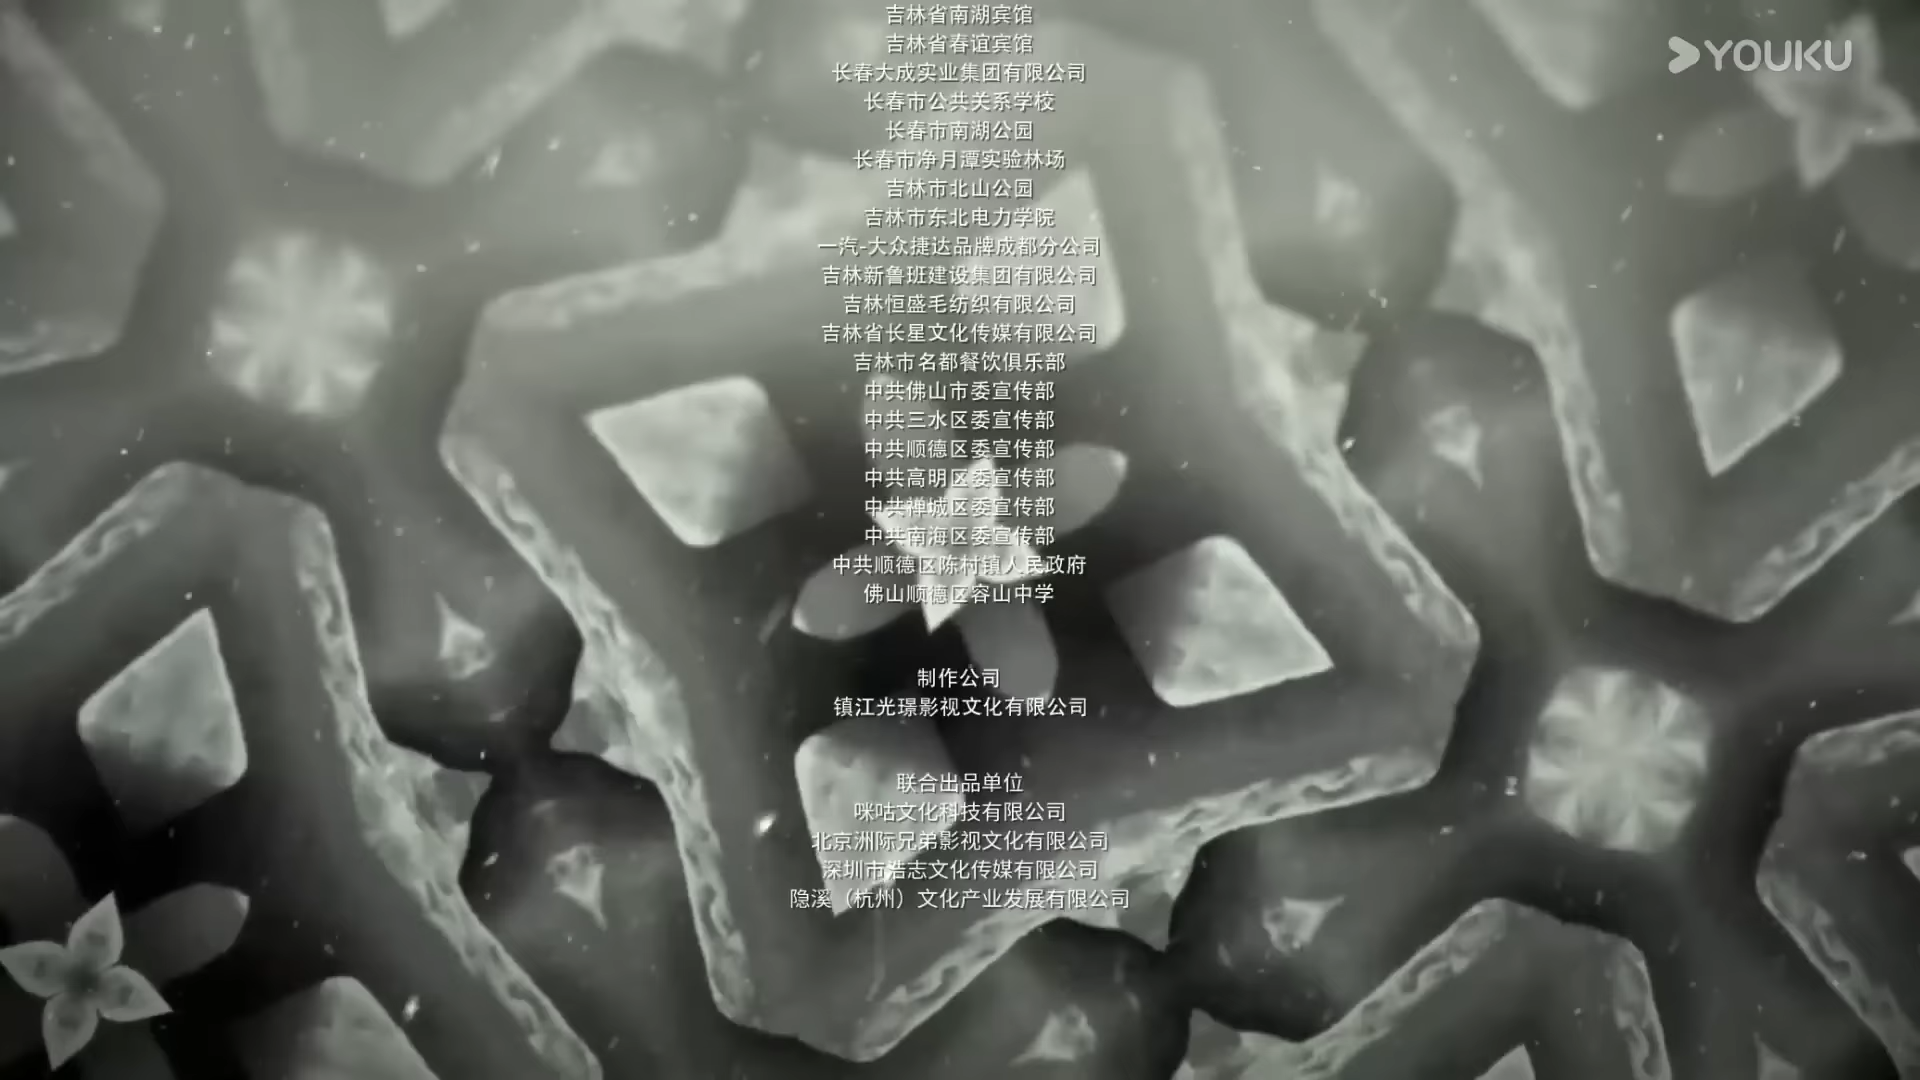 吉林省南湖宾馆
吉林省春谊宾馆
YOUKU
长春大成实业集团有限公司
长春市公共关系学校
长春市南湖公园
长春市净月潭实验林场
吉林市北山公园
吉林市东北电力学院
一汽-大众捷达品牌成都分公司
吉林新鲁班建设集团有限公司
吉林恒盛毛纺织有限公司
吉林省长星文化传媒有限公司
吉林市名都餐饮俱乐部
中共佛山市委宣传部
中共三水区委宣传部
中共顺德区委宣传部
中共高明区委宣传部
中共禅城区委宣传部
中共南海区委宣传部
中共顺德区陈村镇人民政府
佛山顺德区容山中学
制作公司
镇江光璟影视文化有限公司
联合出品单位
咪咕文化科技有限公司
北京洲际兄弟影视文化有限公司
深圳市浩志文化传媒有限公司
隐溪（杭州）文化产业发展有限公司